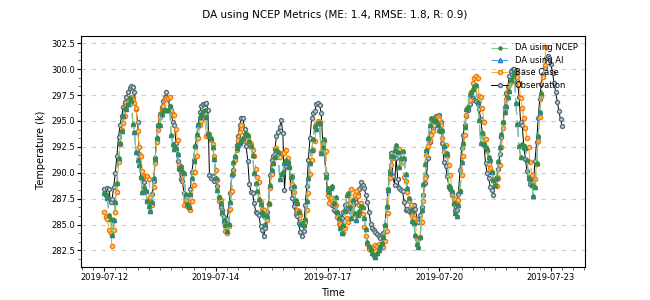 DA using NCEP Metrics (ME: 1.4, RMSE: 1.8, R: 0.9)
302.5
300.0
297.5
295.0
292.5
290.0
287.5
285.0
282.5
Temperature (k)
DA using NCEP
DA using AI
Base Case
Observation
2019-07-12
2019-07-14
2019-07-17
2019-07-20
2019-07-23
Time